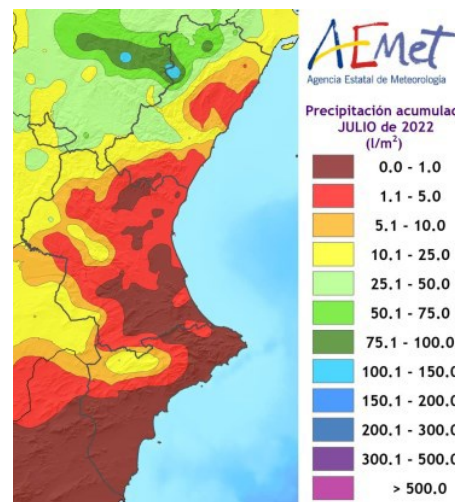 AEMet
Agencia Estatal de Meteorología
Precipitación acumulad
JULIO de 2022
(l/m²)
0.0 - 1.0
1.1 - 5.0
5.1 - 10.0
10.1 - 25.0
25.1 - 50.0
50.1 - 75.0
75.1 - 100.0
100.1 - 150.0
150.1 - 200.0
200.1 - 300.0
300.1 - 500.0
> 500.0